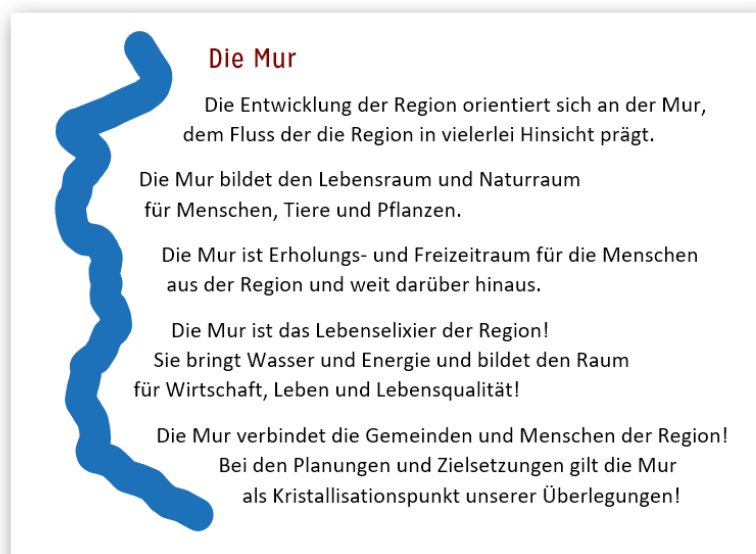 Die Mur
Die Entwicklung der Region orientiert sich an der Mur,
dem Fluss der die Region in vielerlei Hinsicht prägt.
Die Mur bildet den Lebensraum und Naturraum
für Menschen, Tiere und Pflanzen.
Die Mur ist Erholungs- und Freizeitraum für die Menschen
aus der Region und weit darüber hinaus.
Die Mur ist das Lebenselixier der Region!
Sie bringt Wasser und Energie und bildet den Raum
für Wirtschaft, Leben und Lebensqualität!
Die Mur verbindet die Gemeinden und Menschen der Region!
Bei den Planungen und Zielsetzungen gilt die Mur
als Kristallisationspunkt unserer Überlegungen!